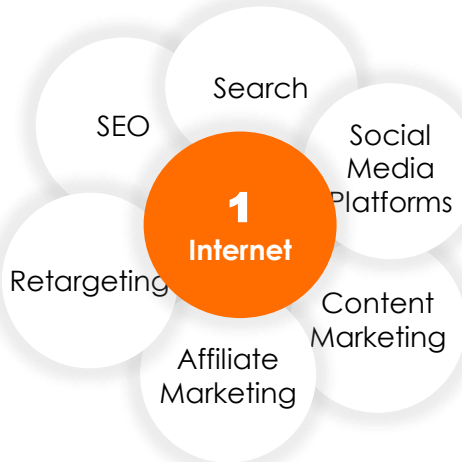 Search
SEO
Social
Media
Platforms
1
Internet
Retargeting
Content
Marketing
Affiliate
Marketing